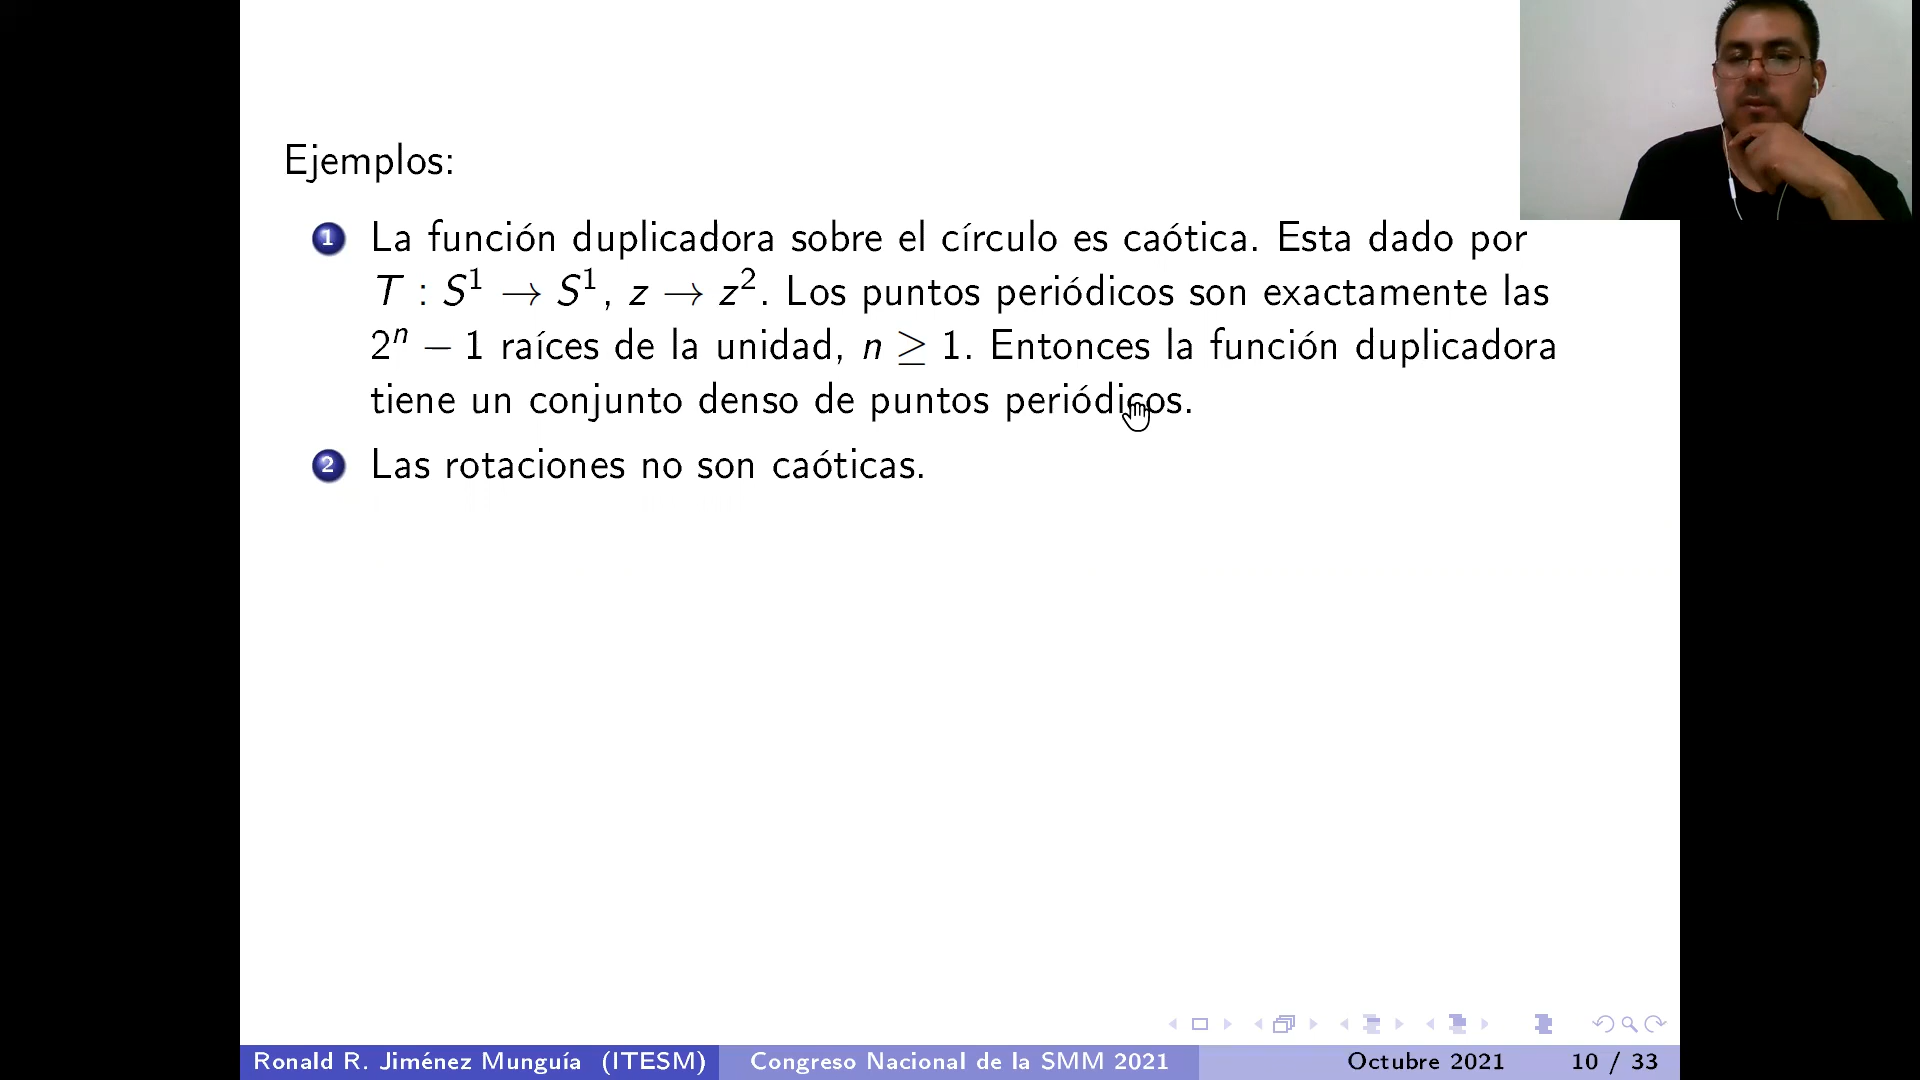 Ejemplos:
1 La función duplicadora sobre el círculo es caótica. Esta dado por
T : S¹ → S¹, z → z². Los puntos periódicos son exactamente las
2ⁿ − 1 raíces de la unidad, n ≥ 1. Entonces la función duplicadora
tiene un conjunto denso de puntos periódicos.
2 Las rotaciones no son caóticas.
Ronald R. Jiménez Munguía (ITESM) Congreso Nacional de la SMM 2021 Octubre 2021 10 / 33